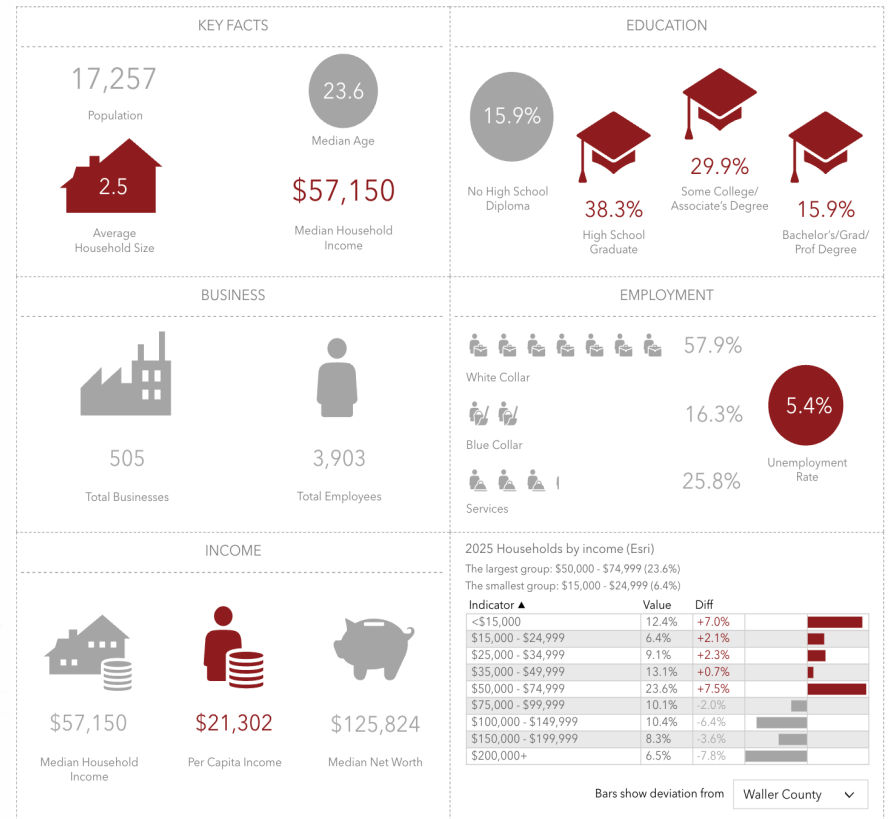 KEY FACTS
17,257
Population
23.6
Median Age
2.5
Average
Household Size
$57,150
Median Household
Income
EDUCATION
15.9%
No High School
Diploma
38.3%
High School
Graduate
29.9%
Some College/
Associate's Degree
15.9%
Bachelor's/Grad/
Prof Degree
BUSINESS
505
Total Businesses
3,903
Total Employees
EMPLOYMENT
57.9%
White Collar
16.3%
Blue Collar
25.8%
Services
5.4%
Unemployment
Rate
INCOME
$57,150
Median Household
Income
$21,302
Per Capita Income
$125,824
Median Net Worth
2025 Households by income (Esri)
The largest group: $50,000 - $74,999 (23.6%)
The smallest group: $15,000 - $24,999 (6.4%)
Indicator ▲ Value Diff
<$15,000 12.4% +7.0%
$15,000 - $24,999 6.4% +2.1%
$25,000 - $34,999 9.1% +2.3%
$35,000 - $49,999 13.1% +0.7%
$50,000 - $74,999 23.6% +7.5%
$75,000 - $99,999 10.1% -2.0%
$100,000 - $149,999 10.4% -6.4%
$150,000 - $199,999 8.3% -3.6%
$200,000+ 6.5% -7.8%
Bars show deviation from Waller County